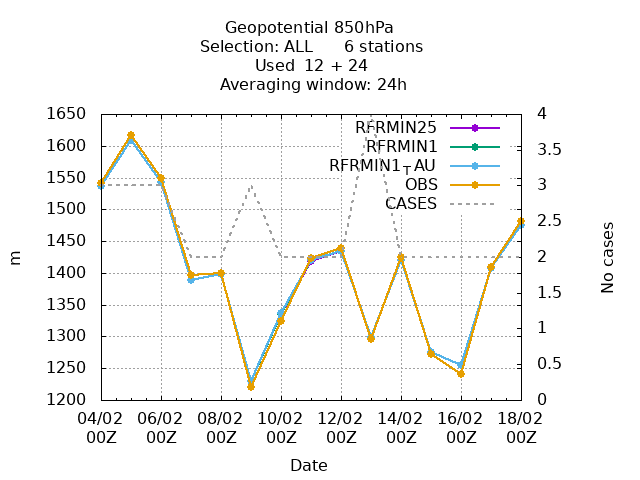 Geopotential 850hPa
Selection: ALL      6 stations
Used  12 + 24
Averaging window: 24h
RFRMIN25
RFRMIN1
RFRMIN1_AU
OBS
CASES
m
1650
1600
1550
1500
1450
1400
1350
1300
1250
1200
No cases
4
3.5
3
2.5
2
1.5
1
0.5
0
04/02 06/02 08/02 10/02 12/02 14/02 16/02 18/02
00Z 00Z 00Z 00Z 00Z 00Z 00Z 00Z
Date